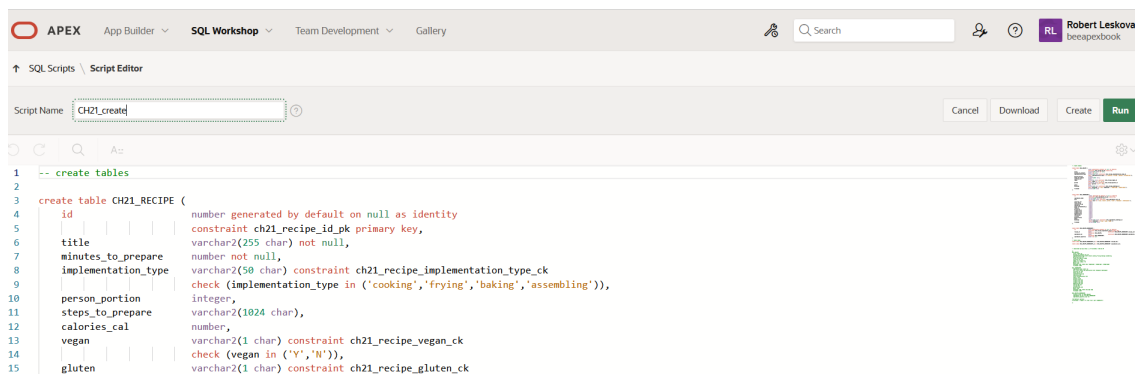 APEX App Builder SQL Workshop Team Development Gallery Search RL Robert Leskova
beeapexbook
SQL Scripts \ Script Editor
Script Name CH21_create Cancel Download Create Run
1 -- create tables
2
3 create table CH21_RECIPE (
4 id number generated by default on null as identity
5 constraint ch21_recipe_id_pk primary key,
6 title varchar2(255 char) not null,
7 minutes_to_prepare number not null,
8 implementation_type varchar2(50 char) constraint ch21_recipe_implementation_type_ck
9 check (implementation_type in ('cooking','frying','baking','assembling')),
10 person_portion integer,
11 steps_to_prepare varchar2(1024 char),
12 calories_cal number,
13 vegan varchar2(1 char) constraint ch21_recipe_vegan_ck
14 check (vegan in ('Y','N')),
15 gluten varchar2(1 char) constraint ch21_recipe_gluten_ck